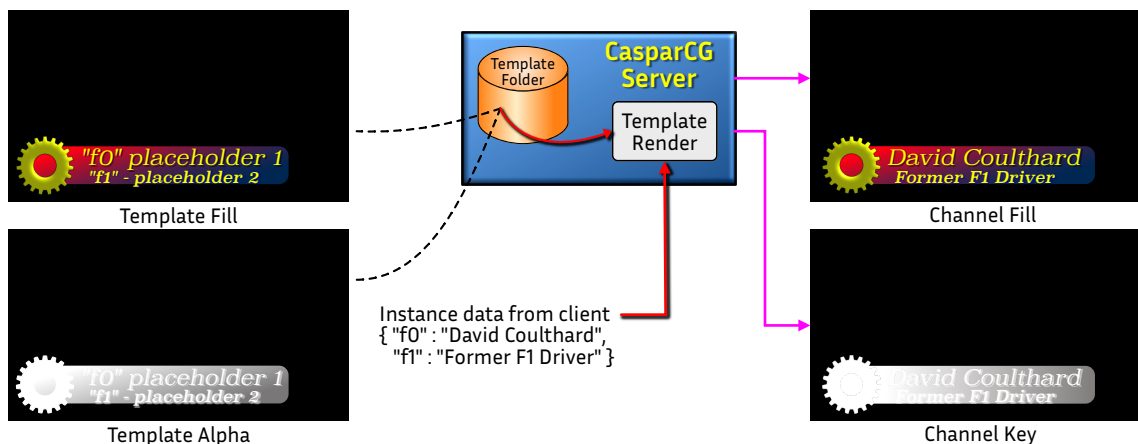 "f0" placeholder 1
"f1" - placeholder 2
Template Fill
"f0" placeholder 1
"f1" - placeholder 2
Template Alpha
CasparCG
Server
Template
Folder
Template
Render
Instance data from client
{ "f0" : "David Coulthard",
"f1" : "Former F1 Driver" }
David Coulthard
Former F1 Driver
Channel Fill
David Coulthard
Former F1 Driver
Channel Key